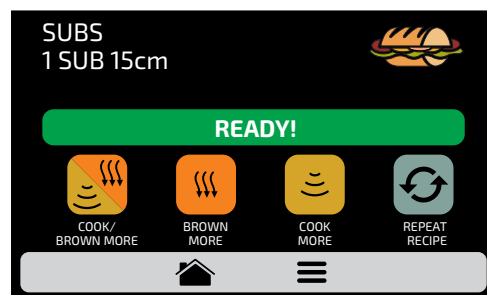 SUBS
1 SUB 15cm
READY!
COOK/
BROWN MORE
BROWN
MORE
COOK
MORE
REPEAT
RECIPE